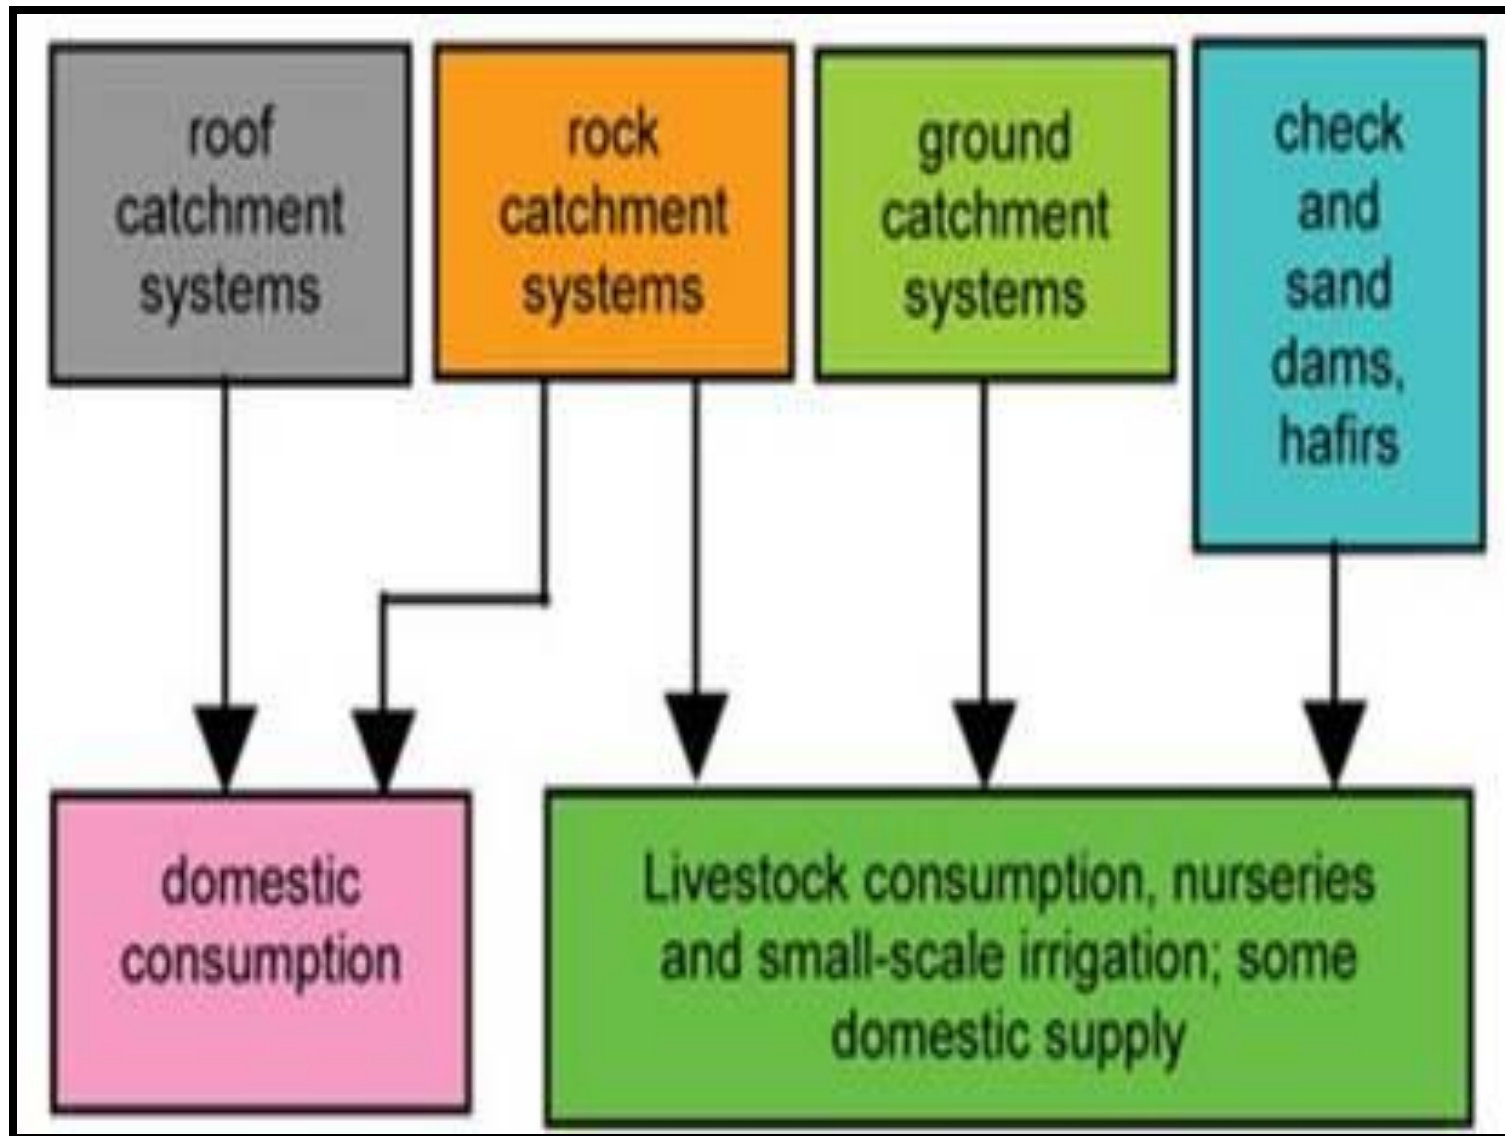 roof
catchment
systems
rock
catchment
systems
ground
catchment
systems
check
and
sand
dams,
hafirs
domestic
consumption
Livestock consumption, nurseries
and small-scale irrigation; some
domestic supply